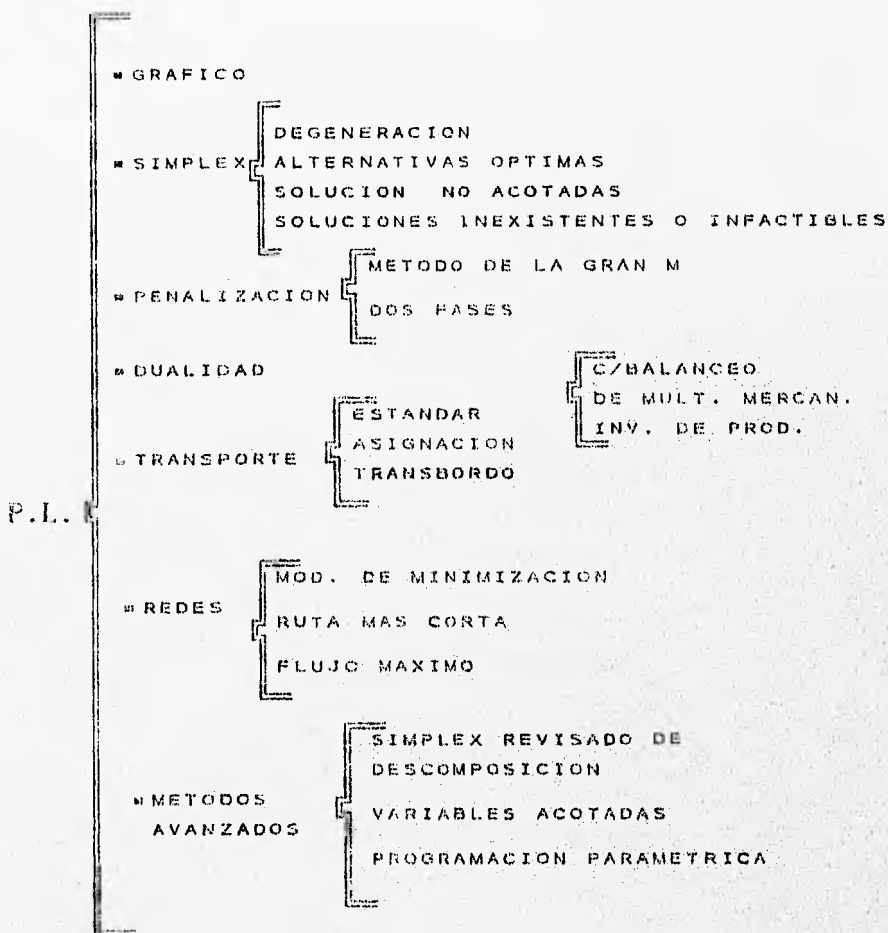 GRAFICO
SIMPLEX
DEGENERACION
ALTERNATIVAS OPTIMAS
SOLUCION NO ACOTADAS
SOLUCIONES INEXISTENTES O INFACTIBLES
PENALIZACION
METODO DE LA GRAN M
DOS FASES
DUALIDAD
TRANSPORTE
ESTANDAR
ASIGNACION
TRANSBORDO
C/BALANCEO
DE MULT. MERCAN.
INV. DE PROD.
P.L.
REDES
MOD. DE MINIMIZACION
RUTA MAS CORTA
FLUJO MAXIMO
METODOS
AVANZADOS
SIMPLEX REVISADO DE
DESCOMPOSICION
VARIABLES ACOTADAS
PROGRAMACION PARAMETRICA